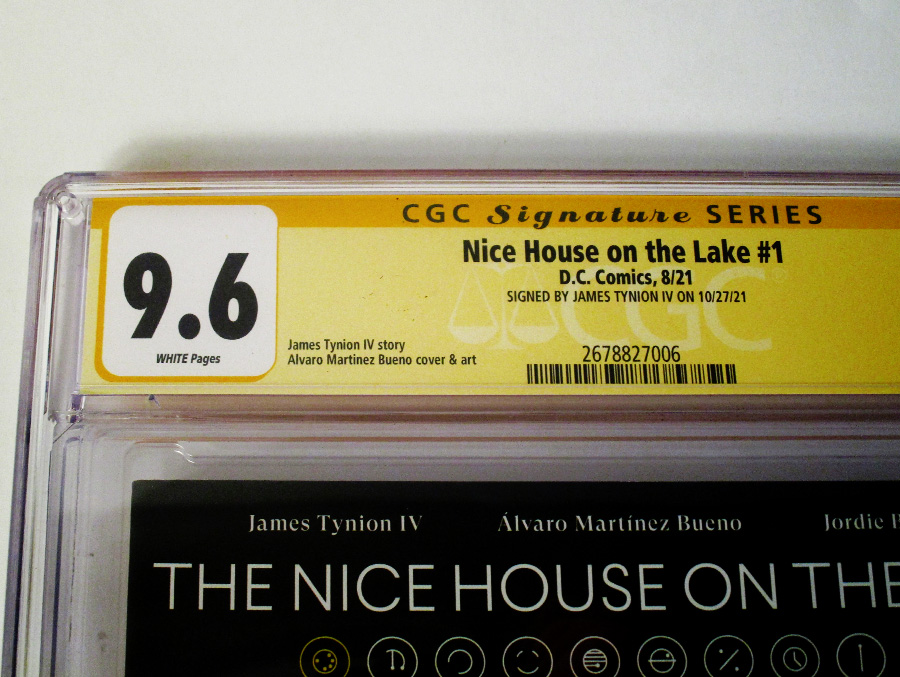 CGC Signature SERIES
9.6
WHITE Pages
Nice House on the Lake #1
D.C. Comics, 8/21
SIGNED BY JAMES TYNION IV ON 10/27/21
CGC
James Tynion IV story
Alvaro Martinez Bueno cover & art
2678827006
James Tynion IV Álvaro Martínez Bueno Jordie
THE NICE HOUSE ON THE